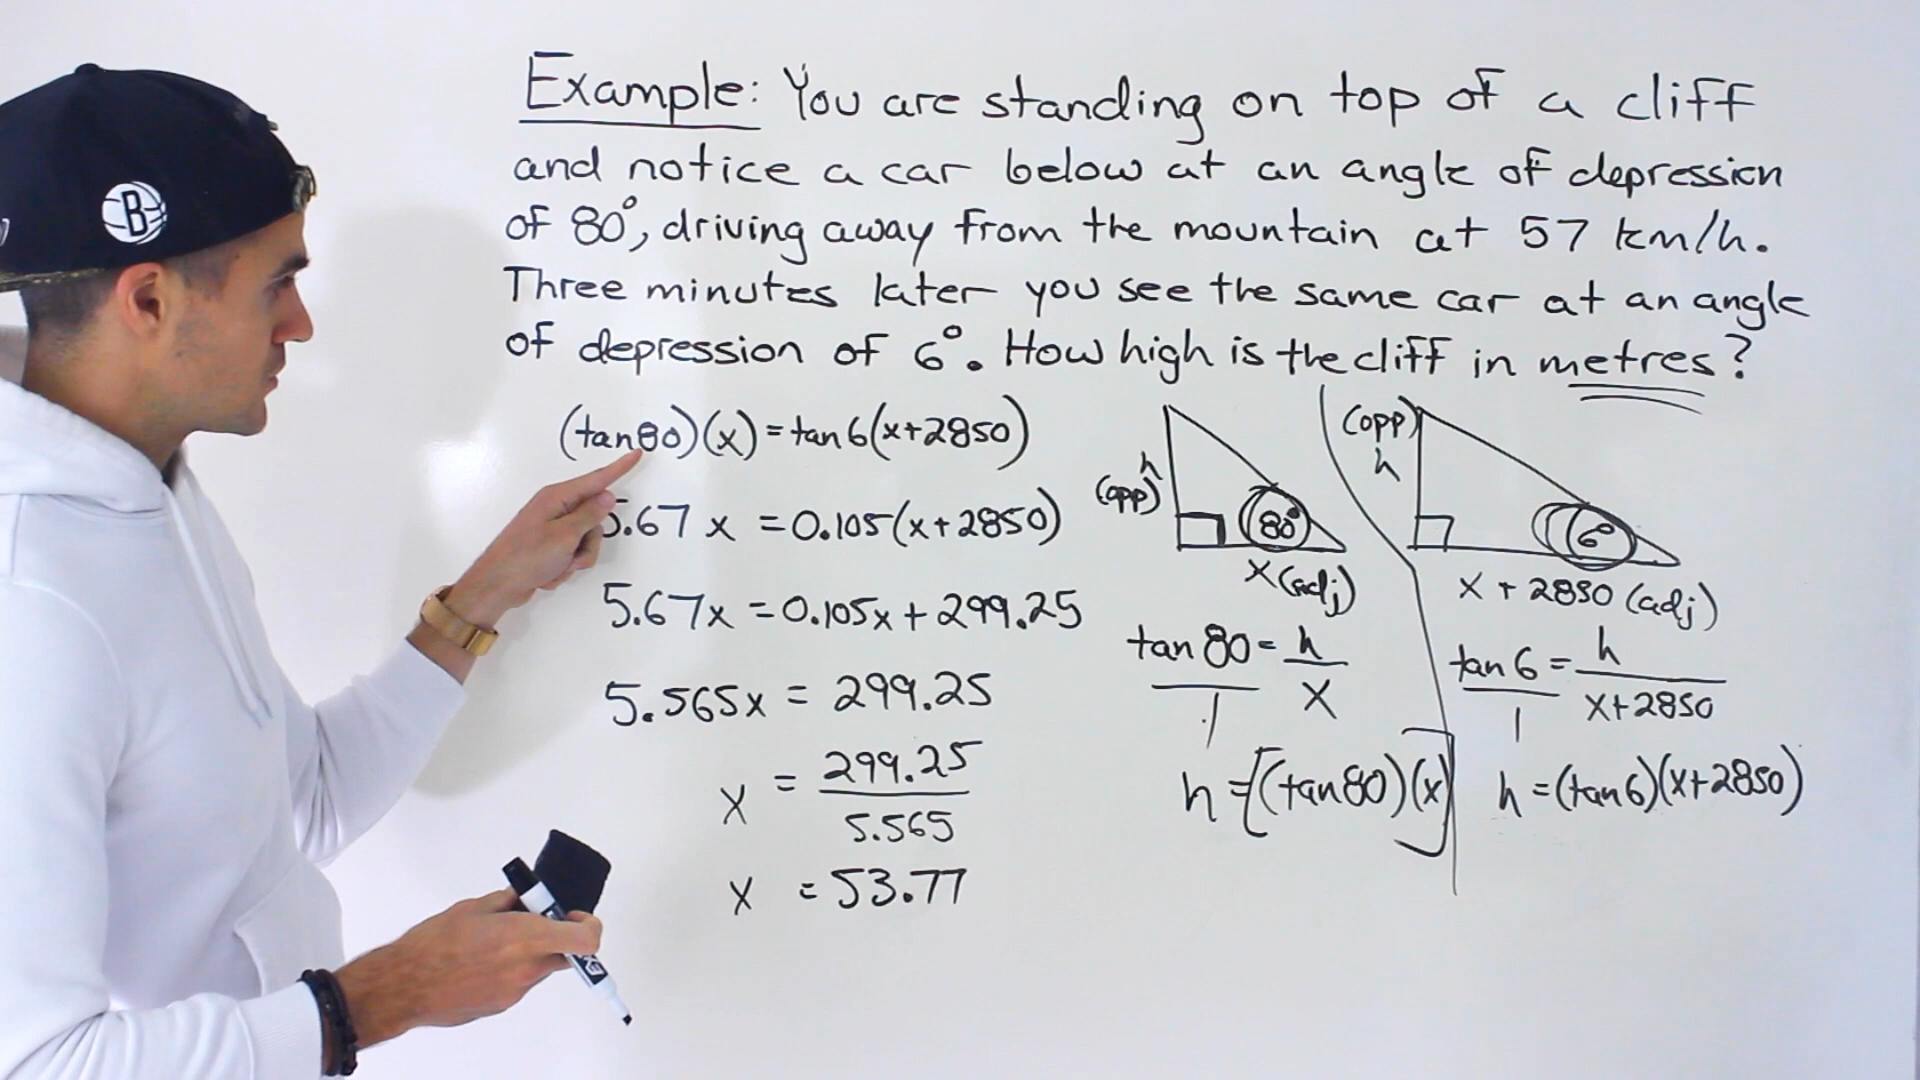 Example: You are standing on top of a cliff
and notice a car below at an angle of depression
of 80°, driving away from the mountain at 57 km/h.
Three minutes later you see the same car at an angle
of depression of 6°. How high is the cliff in metres?
(tan80)(x)=tan6(x+2850)
5.67x =0.105(x+2850)
5.67x =0.105x+299.25
5.565x = 299.25
x = 299.25
5.565
x = 53.77
(opp) h
80°
x (adj)
tan 80 = h
1 x
h=[(tan80)(x)]
(opp)
h
6°
x + 2850 (adj)
tan 6 = h
1 x+2850
h =(tan6)(x+2850)
B